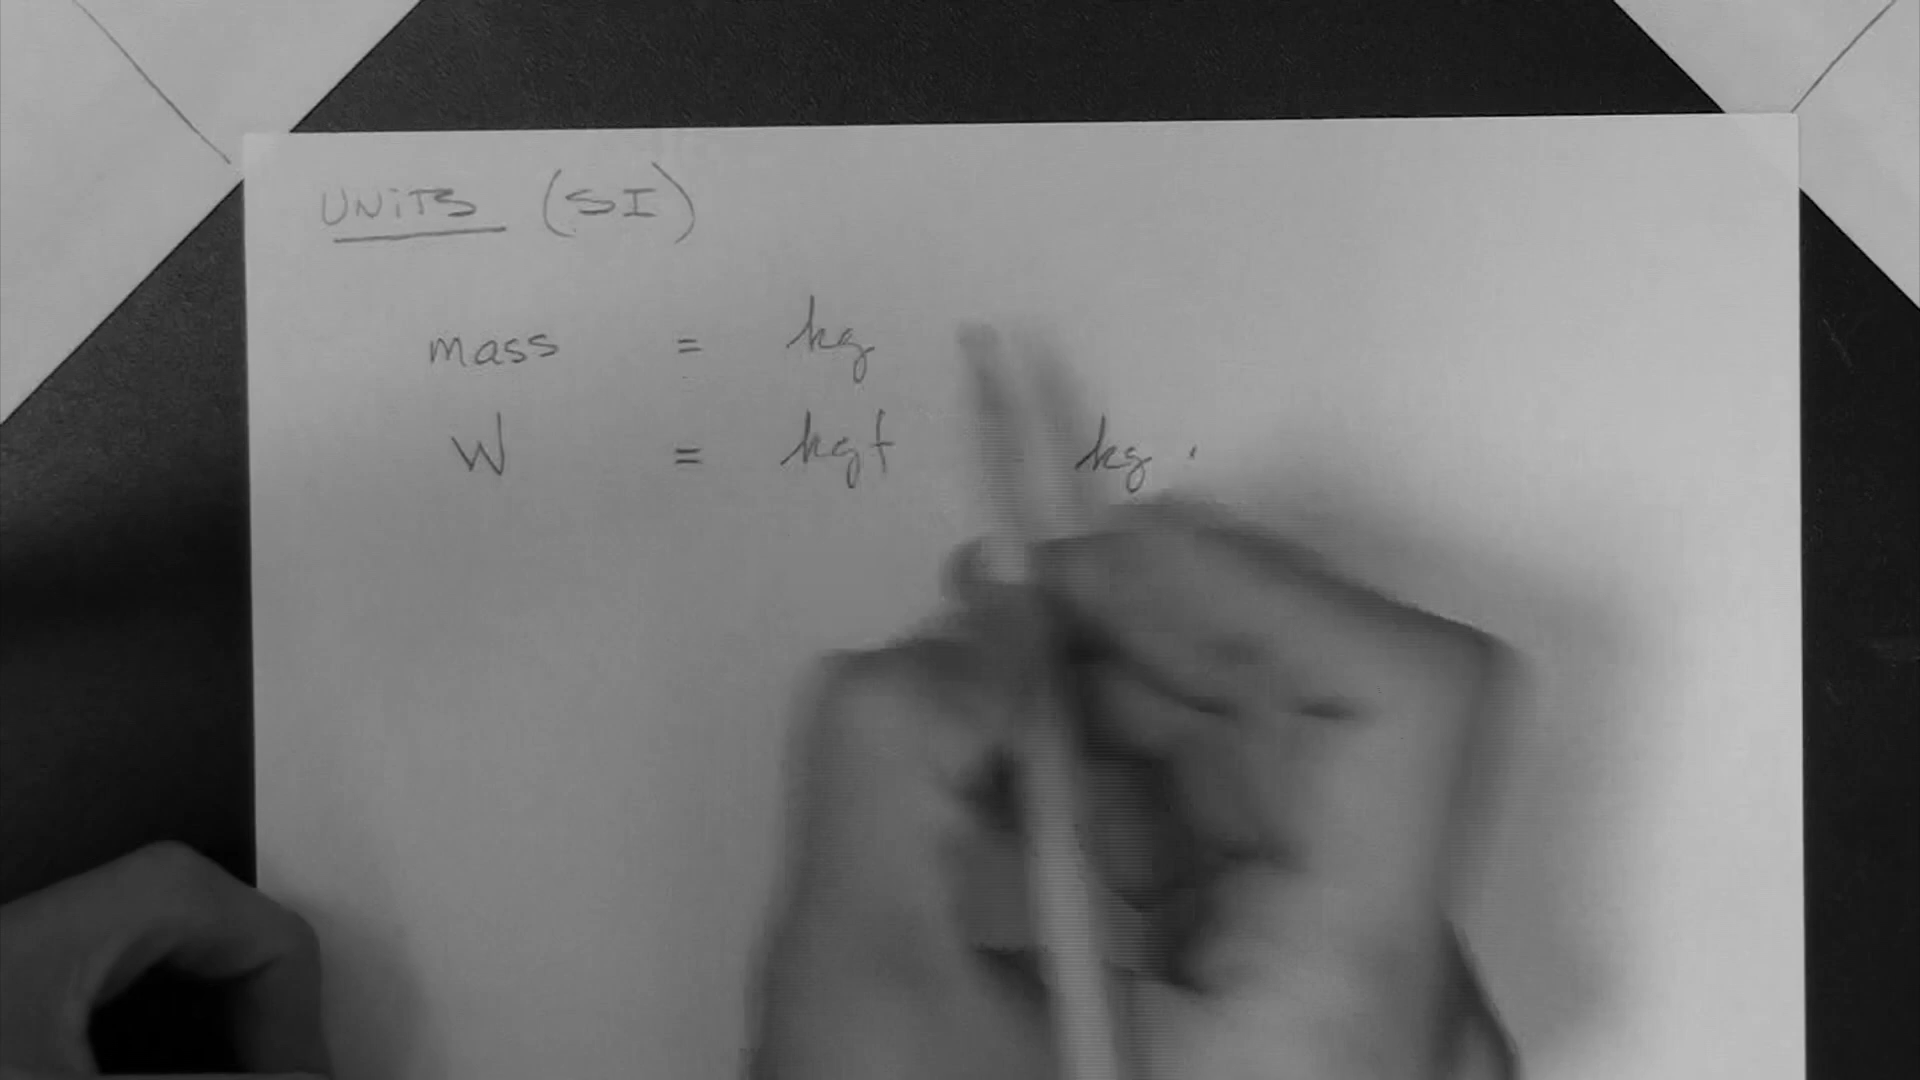 UNiTS (SI)
mass = kg
W = kgf kg ·